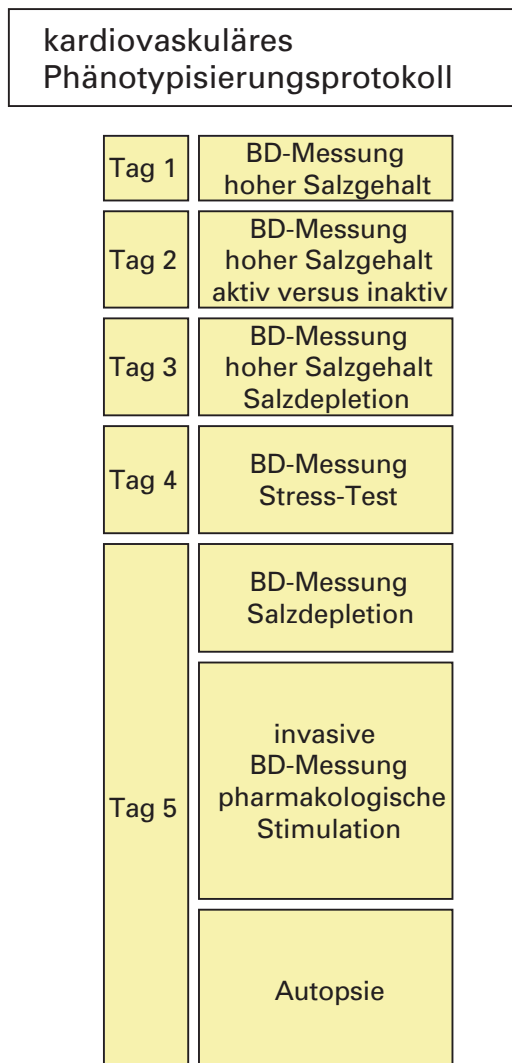 kardiovaskuläres
Phänotypisierungsprotokoll
Tag 1
BD-Messung
hoher Salzgehalt
Tag 2
BD-Messung
hoher Salzgehalt
aktiv versus inaktiv
Tag 3
BD-Messung
hoher Salzgehalt
Salzdepletion
Tag 4
BD-Messung
Stress-Test
Tag 5
BD-Messung
Salzdepletion
invasive
BD-Messung
pharmakologische
Stimulation
Autopsie